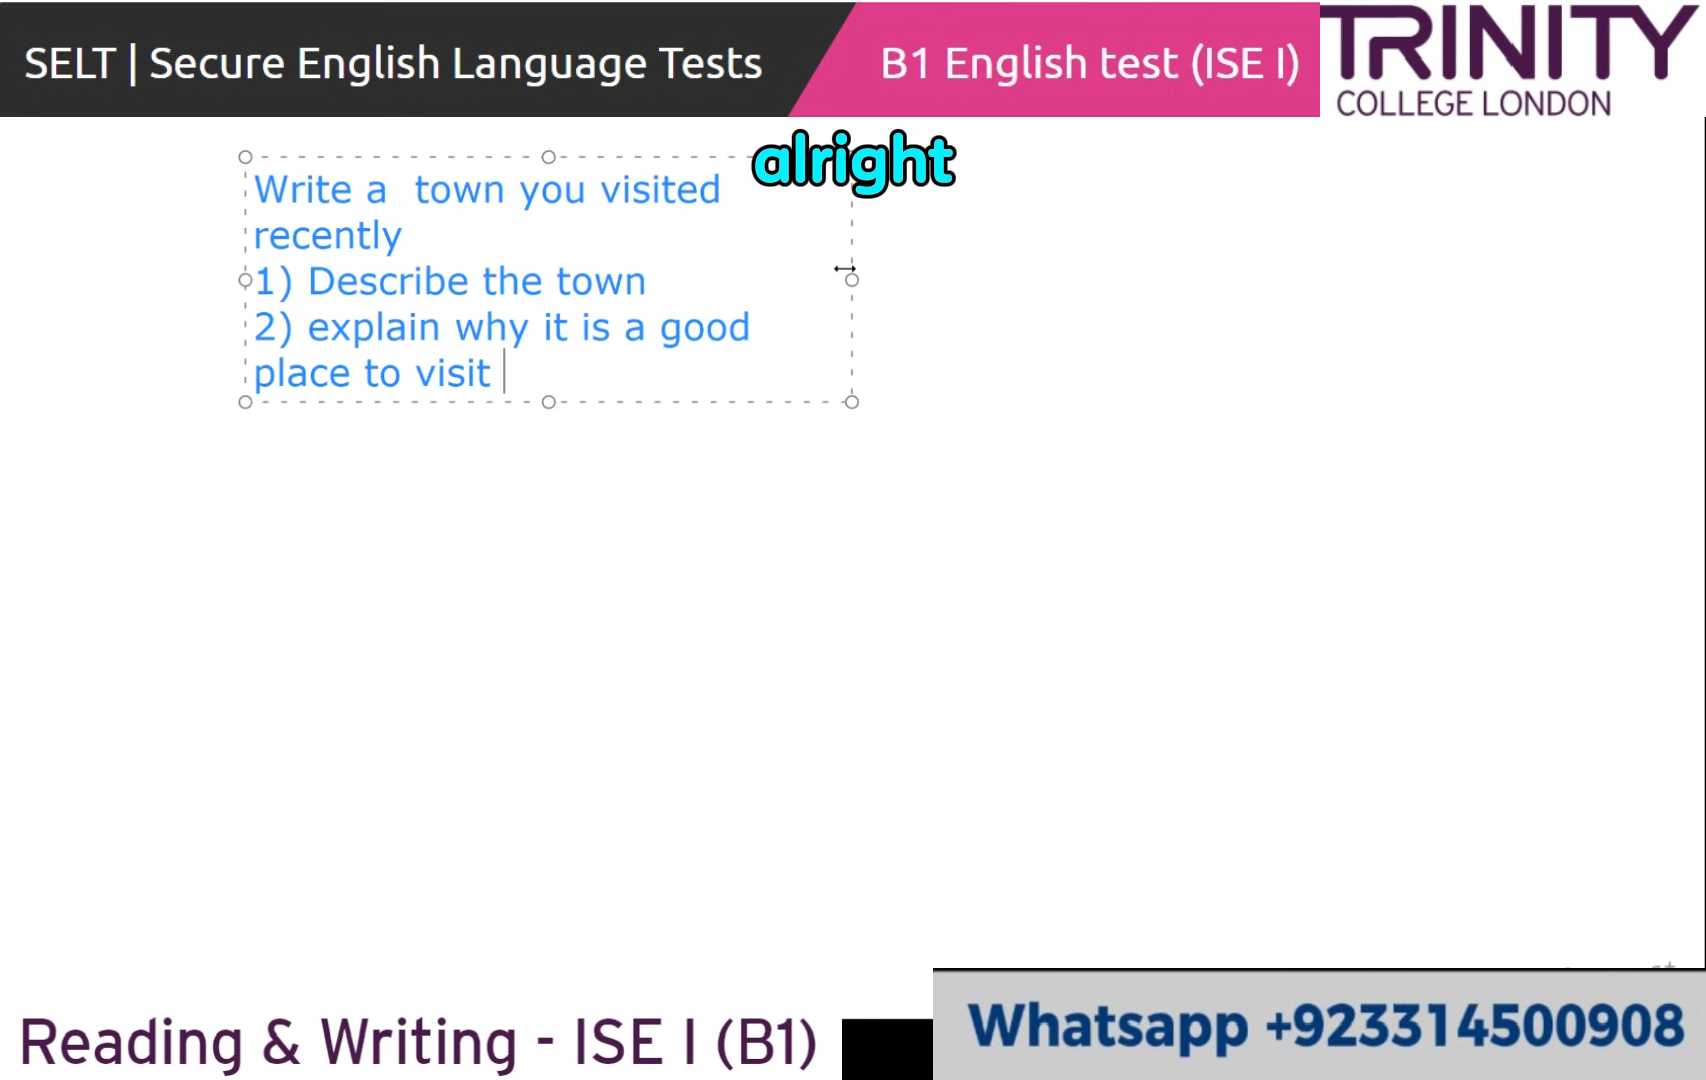 SELT | Secure English Language Tests
B1 English test (ISE I)
TRINITY
COLLEGE LONDON
alright
Write a  town you visited
recently
1) Describe the town
2) explain why it is a good
place to visit
Reading & Writing - ISE I (B1)
Whatsapp +923314500908